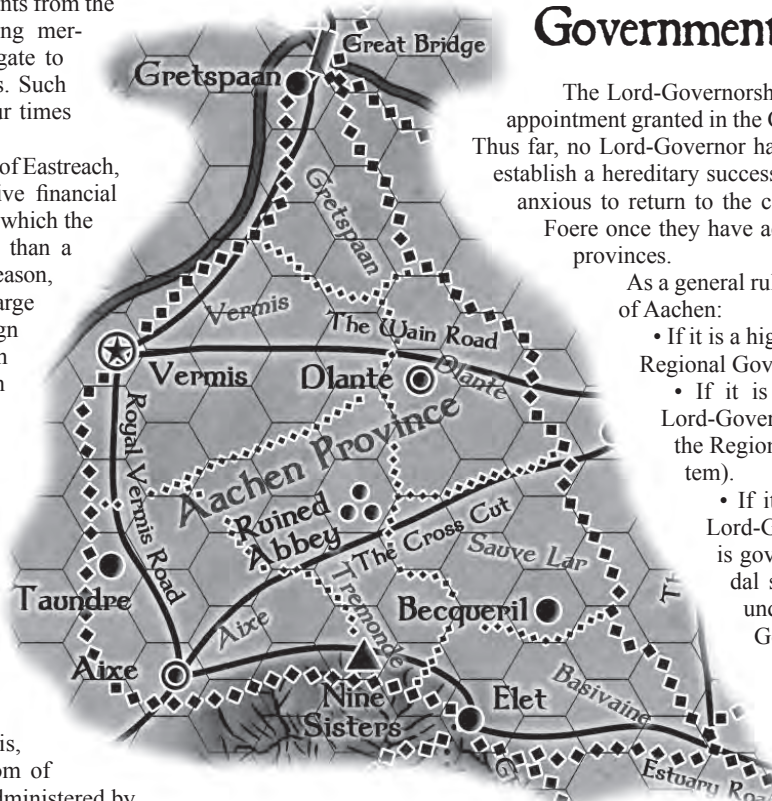 nts from the
ng mer-
gate to
s. Such
ur times
of Eastreach,
ive financial
which the
than a
eason,
arge
gn
n
n
is,
om of
dministered by
Great Bridge
Gretspaan
Gretspaan
Vermis
The Wain Road
Vermis
Dlante
Dlante
Royal Vermis Road
Aachen Province
Ruined
Abbey
The Cross Cut
Sauve Lar
Taundre
Aixe
Tremonde
Becqueril
Aixe
Nine
Sisters
Elet
Basivaine
Estuary Roa
Th
G
Government
The Lord-Governorsh
appointment granted in the C
Thus far, no Lord-Governor ha
establish a hereditary success
anxious to return to the c
Foere once they have a
provinces.
As a general rul
of Aachen:
• If it is a hig
Regional Gov
• If it is
Lord-Gover
the Region
tem).
• If it
Lord-G
is gov
dal s
und
G